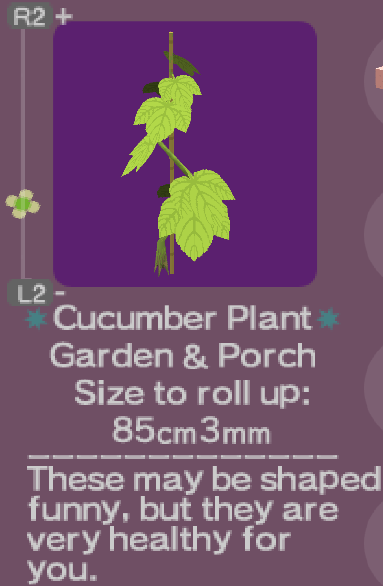 R2 +
L2 -
Cucumber Plant
Garden & Porch
Size to roll up:
85cm3mm
These may be shaped
funny, but they are
very healthy for
you.